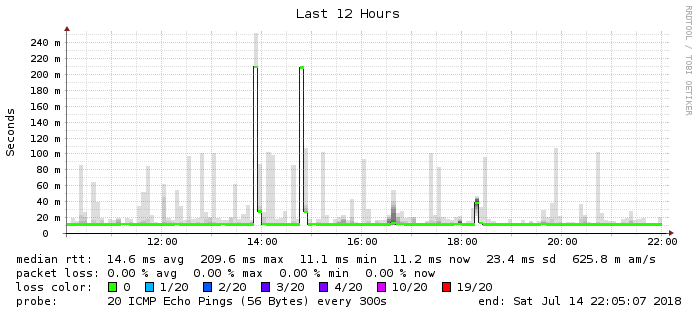 Last 12 Hours
RRDTOOL / TOBI OETIKER
Seconds
240 m
220 m
200 m
180 m
160 m
140 m
120 m
100 m
80 m
60 m
40 m
20 m
0
12:00 14:00 16:00 18:00 20:00 22:00
median rtt: 14.6 ms avg 209.6 ms max 11.1 ms min 11.2 ms now 23.4 ms sd 625.8 m am/s
packet loss: 0.00 % avg 0.00 % max 0.00 % min 0.00 % now
loss color: 0 1/20 2/20 3/20 4/20 10/20 19/20
probe: 20 ICMP Echo Pings (56 Bytes) every 300s end: Sat Jul 14 22:05:07 2018